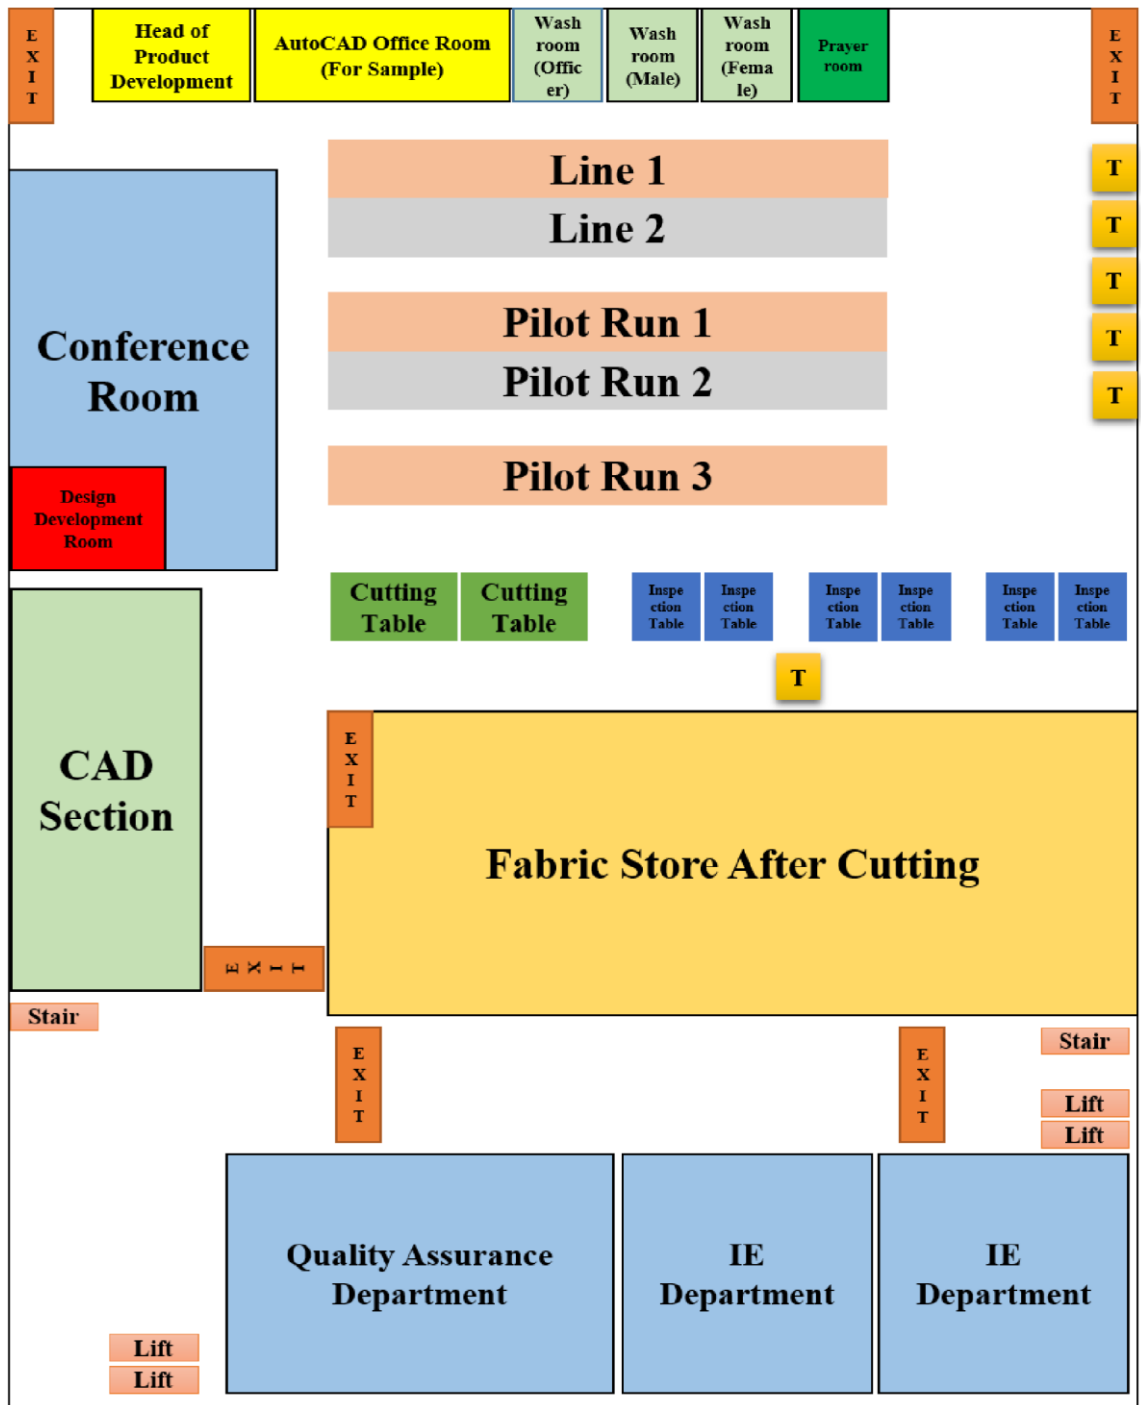 E
X
I
T
Head of
Product
Development
AutoCAD Office Room
(For Sample)
Wash
room
(Offic
er)
Wash
room
(Male)
Wash
room
(Fema
le)
Prayer
room
E
X
I
T
Line 1
Line 2
T
T
T
T
T
Pilot Run 1
Pilot Run 2
Pilot Run 3
Conference
Room
Design
Development
Room
Cutting
Table
Cutting
Table
Inspe
ction
Table
Inspe
ction
Table
Inspe
ction
Table
Inspe
ction
Table
Inspe
ction
Table
Inspe
ction
Table
T
CAD
Section
E
X
I
T
Fabric Store After Cutting
E X I T
Stair
E
X
I
T
E
X
I
T
Stair
Lift
Lift
Quality Assurance
Department
IE
Department
IE
Department
Lift
Lift